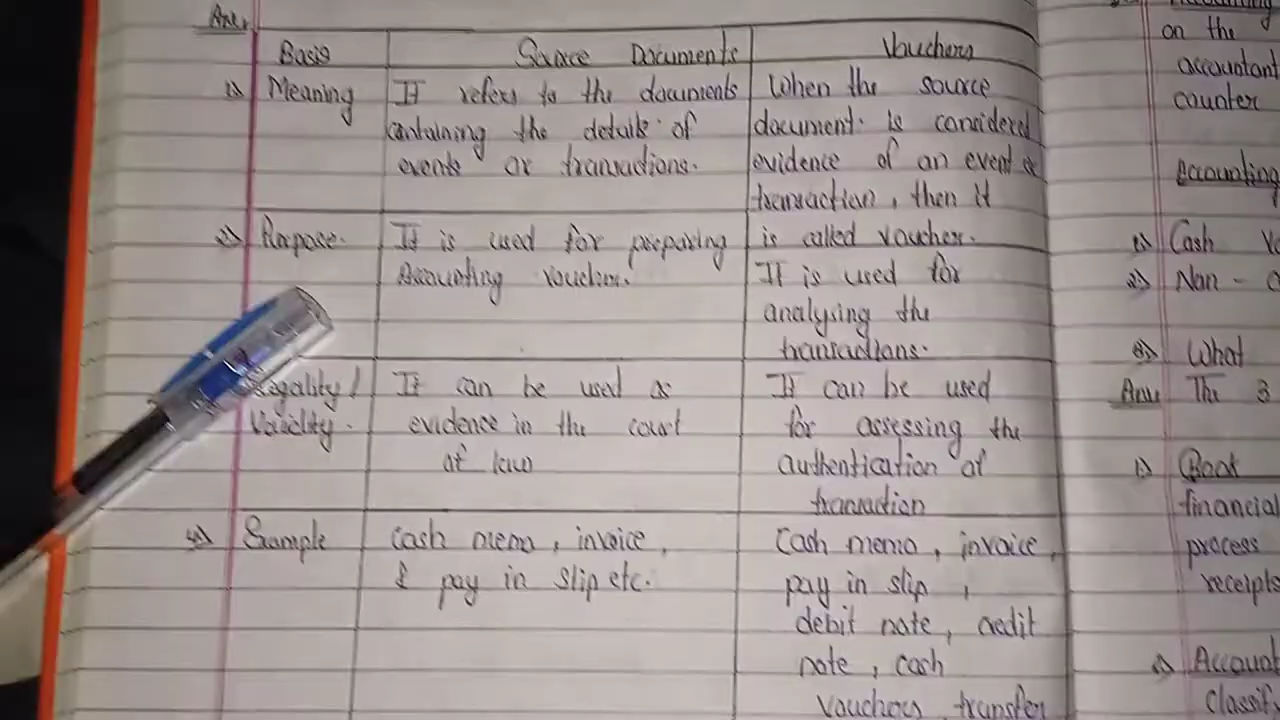 Ans.
Basis Source Documents Vouchers
1) Meaning It refers to the documents When the source
containing the details of document is considered
events or transactions. evidence of an event or
transaction, then it
2) Purpose. It is used for preparing is called voucher.
Accounting voucher. It is used for
analysing the
transactions.
Legality/ It can be used as It can be used
Validity. evidence in the court for assessing the
of law authentication of
transaction
4) Example Cash memo, invoice, Cash memo, invoice,
& pay in slip etc. pay in slip,
debit note, credit
note, cash
Vouchers, transfer
on the
accountant
counter
Accounting
1) Cash
2) Non -
What
Ans The 3
1) Book
financial
process
receipts